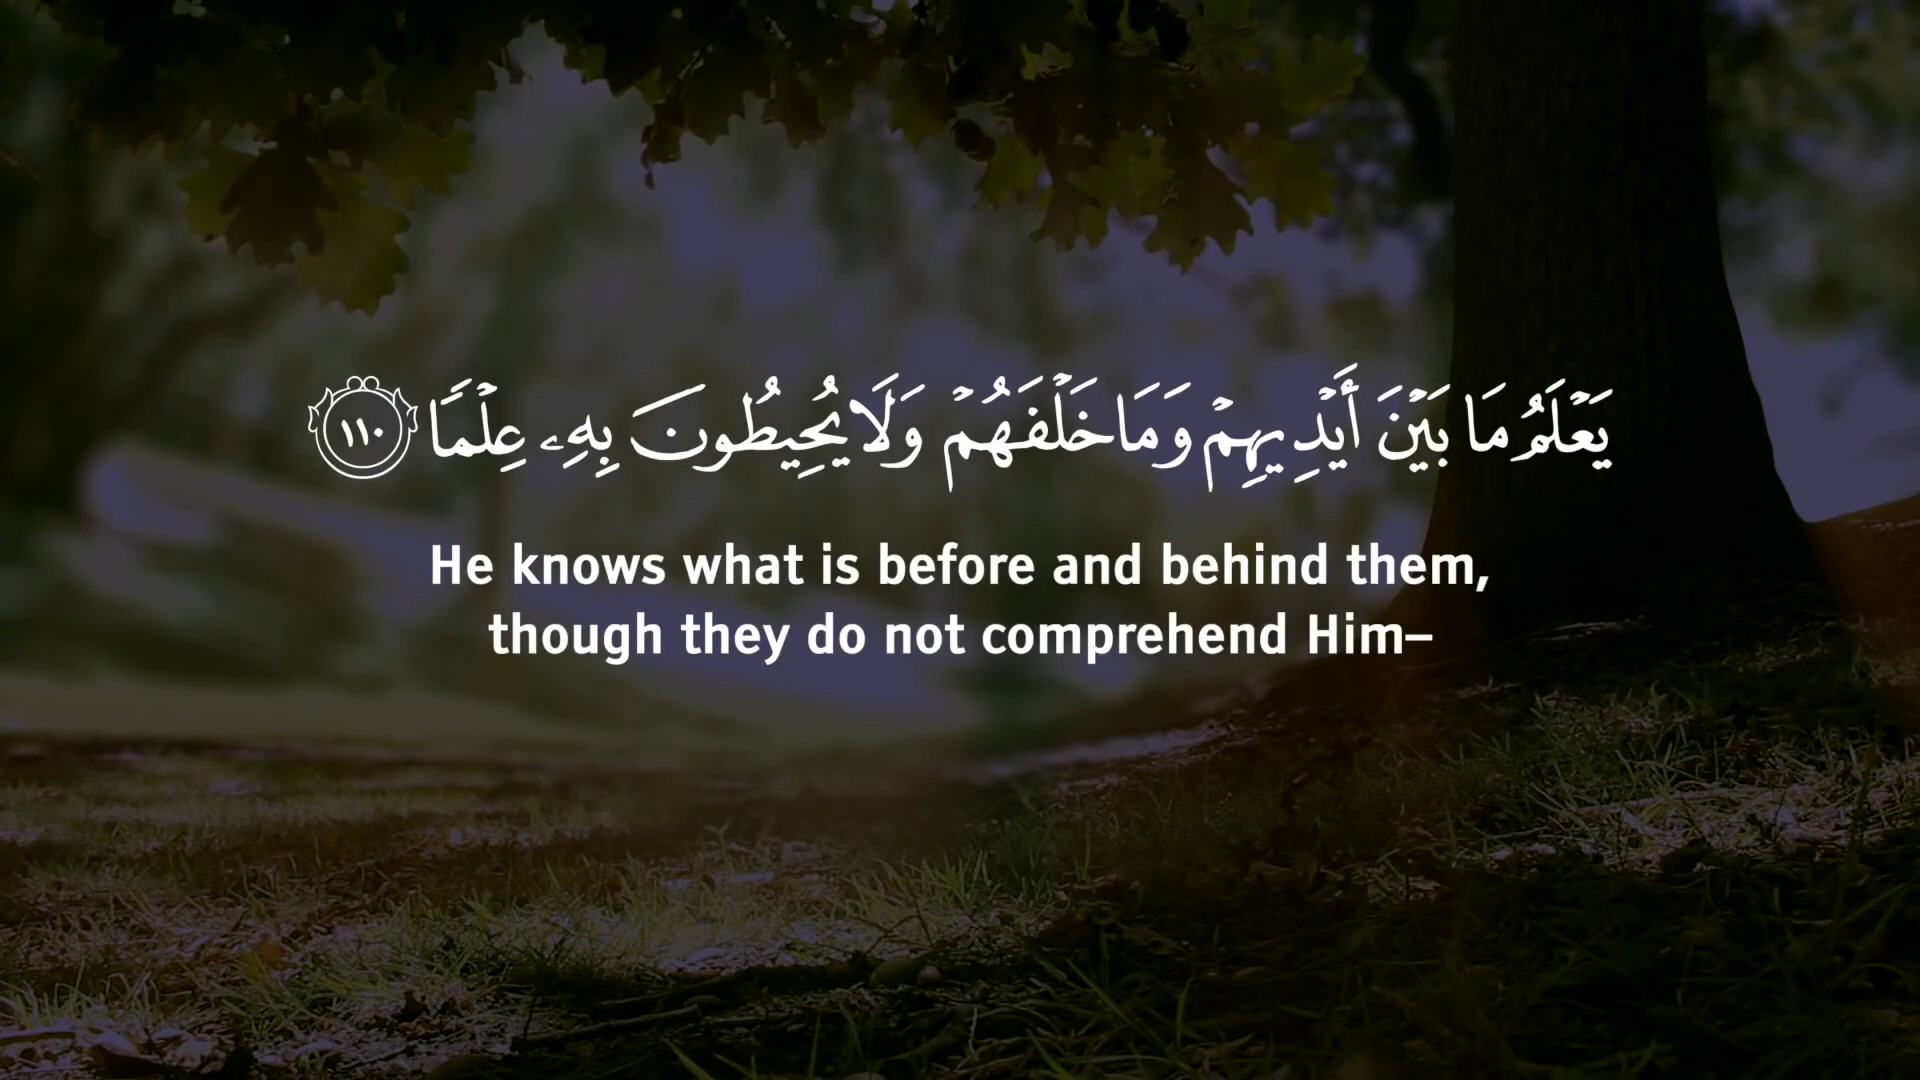 يَعْلَمُ مَا بَيْنَ أَيْدِيهِمْ وَمَا خَلْفَهُمْ وَلَا يُحِيطُونَ بِهِۦ عِلْمًا ١١٠
He knows what is before and behind them,
though they do not comprehend Him–